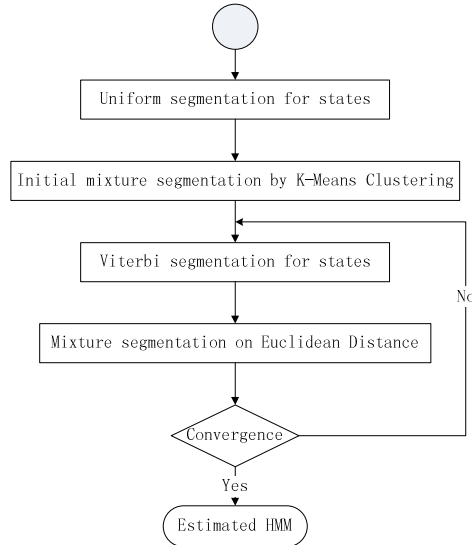 Uniform segmentation for states
Initial mixture segmentation by K-Means Clustering
Viterbi segmentation for states
No
Mixture segmentation on Euclidean Distance
Convergence
Yes
Estimated HMM